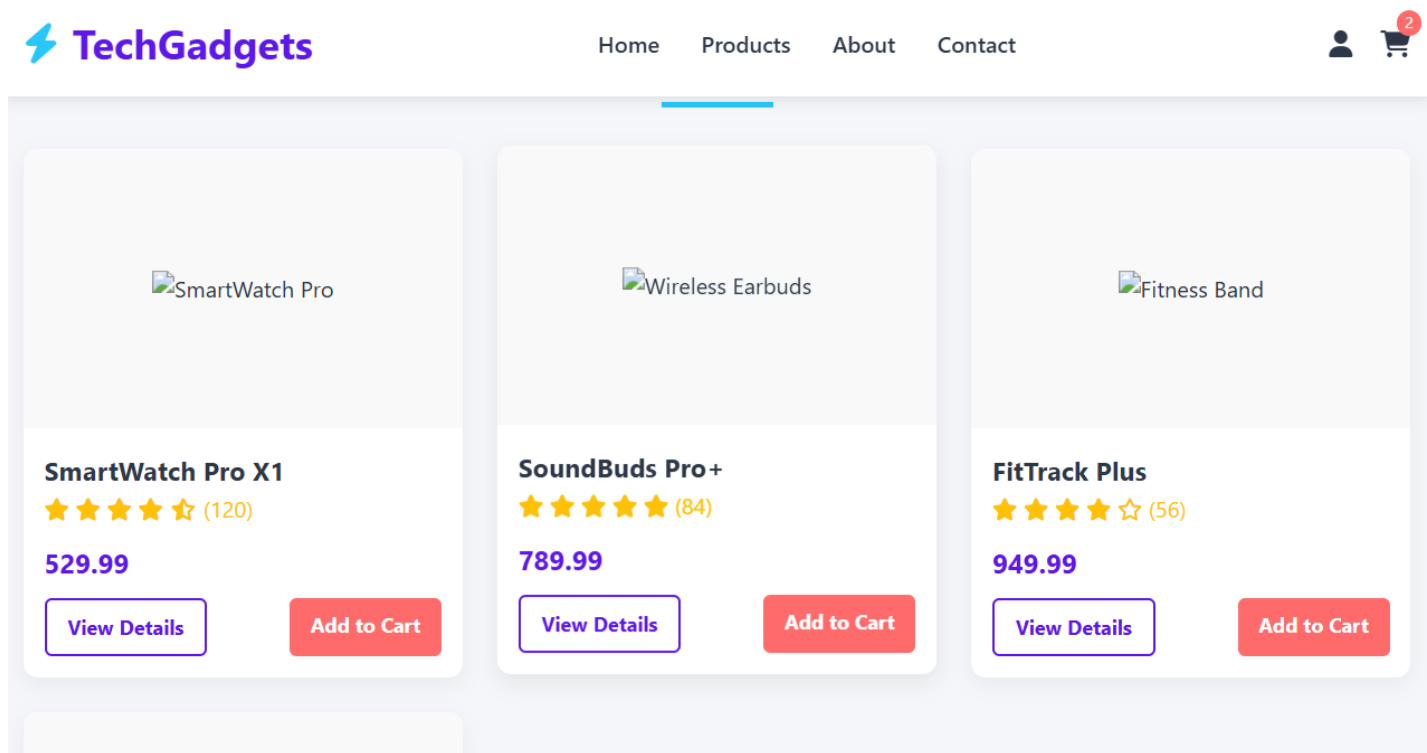 TechGadgets
Home Products About Contact
2
SmartWatch Pro
Wireless Earbuds
Fitness Band
SmartWatch Pro X1
(120)
529.99
View Details Add to Cart
SoundBuds Pro+
(84)
789.99
View Details Add to Cart
FitTrack Plus
(56)
949.99
View Details Add to Cart